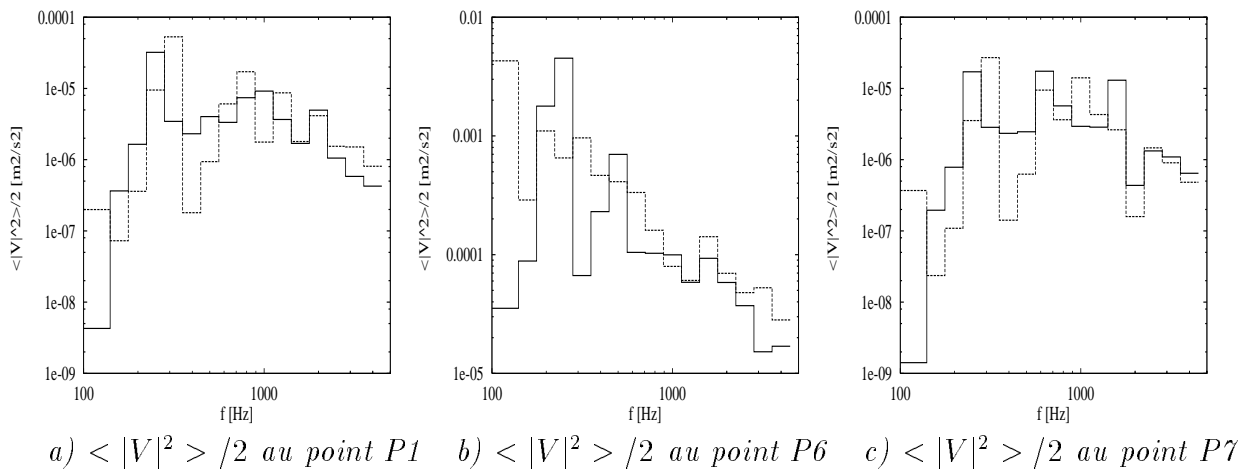 0.0001
1e-05
1e-06
1e-07
1e-08
1e-09
100
1000
f [Hz]
<|V|^2>/2 [m2/s2]
a) < |V|² > /2 au point P1
0.01
0.001
0.0001
1e-05
100
1000
f [Hz]
<|V|^2>/2 [m2/s2]
b) < |V|² > /2 au point P6
0.0001
1e-05
1e-06
1e-07
1e-08
1e-09
100
1000
f [Hz]
<|V|^2>/2 [m2/s2]
c) < |V|² > /2 au point P7